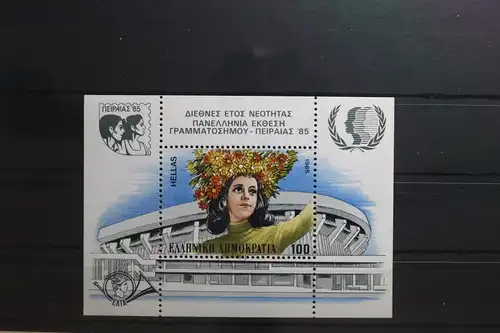 ΠΕΙΡΑΙΑΣ '85
ΔΙΕΘΝΕΣ ΕΤΟΣ ΝΕΟΤΗΤΑΣ
ΠΑΝΕΛΛΗΝΙΑ ΕΚΘΕΣΗ
ΓΡΑΜΜΑΤΟΣΗΜΟΥ - ΠΕΙΡΑΙΑΣ '85
HELLAS
1985
ΕΛΛΗΝΙΚΗ ΔΗΜΟΚΡΑΤΙΑ 100
ΕΛΤΑ